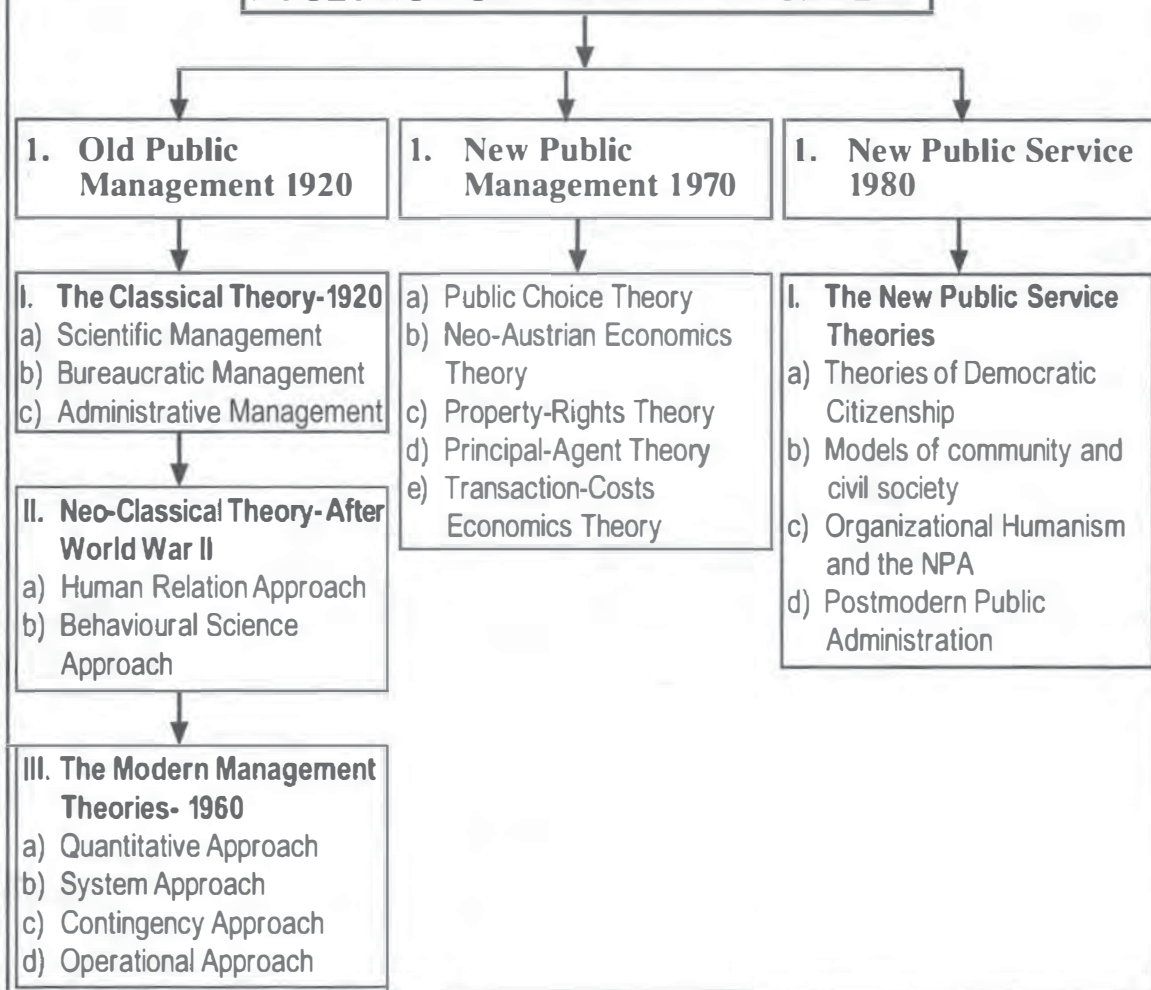 1. Old Public
Management 1920
1. New Public
Management 1970
1. New Public Service
1980
I. The Classical Theory-1920
a) Scientific Management
b) Bureaucratic Management
c) Administrative Management
II. Neo-Classical Theory-After
World War II
a) Human Relation Approach
b) Behavioural Science
Approach
III. The Modern Management
Theories- 1960
a) Quantitative Approach
b) System Approach
c) Contingency Approach
d) Operational Approach
a) Public Choice Theory
b) Neo-Austrian Economics
Theory
c) Property-Rights Theory
d) Principal-Agent Theory
e) Transaction-Costs
Economics Theory
I. The New Public Service
Theories
a) Theories of Democratic
Citizenship
b) Models of community and
civil society
c) Organizational Humanism
and the NPA
d) Postmodern Public
Administration